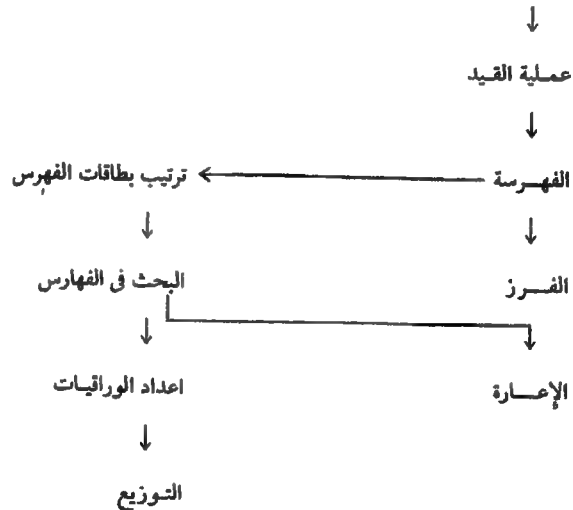 عملية القيد
الفهرسة
ترتيب بطاقات الفهرس
الفرز
البحث فى الفهارس
الإعارة
اعداد الوراقيات
التوزيع